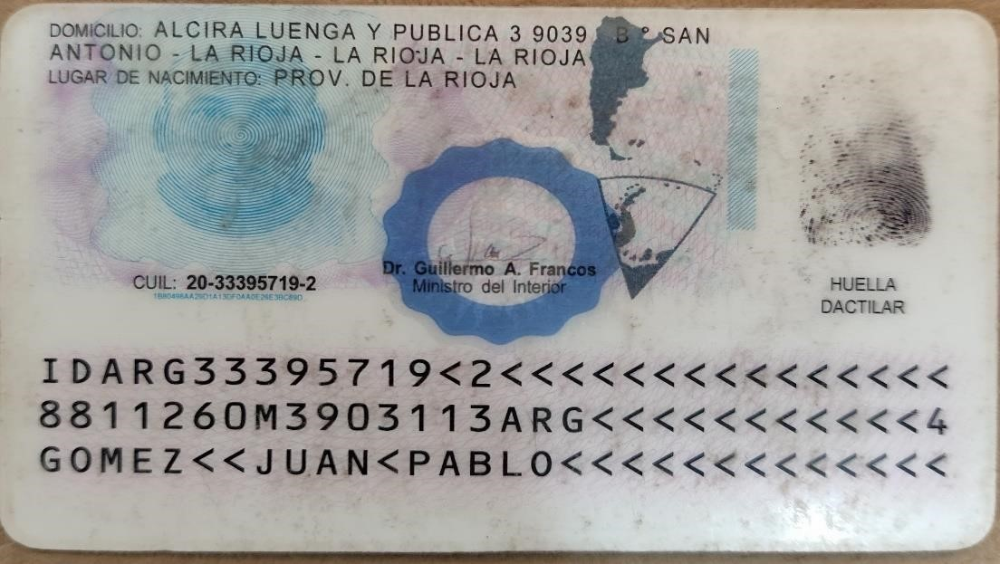 DOMICILIO: ALCIRA LUENGA Y PUBLICA 3 9039 B° SAN
ANTONIO - LA RIOJA - LA RIOJA - LA RIOJA
LUGAR DE NACIMIENTO: PROV. DE LA RIOJA
CUIL: 20-33395719-2
Dr. Guillermo A. Francos
Ministro del Interior
HUELLA
DACTILAR
IDARG33395719<2<<<<<<<<<<<<<<<
8811260M3903113ARG<<<<<<<<<<<4
GOMEZ<<JUAN<PABLO<<<<<<<<<<<<<